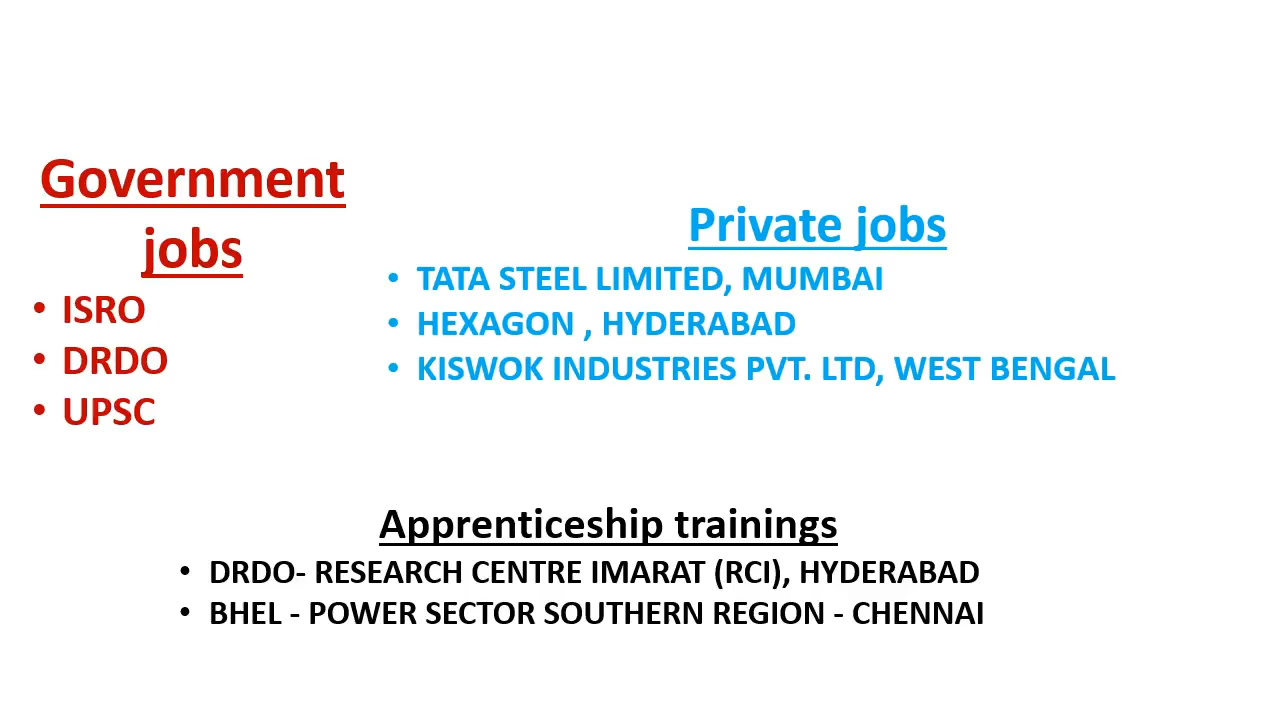 Government
jobs
• ISRO
• DRDO
• UPSC
Private jobs
• TATA STEEL LIMITED, MUMBAI
• HEXAGON , HYDERABAD
• KISWOK INDUSTRIES PVT. LTD, WEST BENGAL
Apprenticeship trainings
• DRDO- RESEARCH CENTRE IMARAT (RCI), HYDERABAD
• BHEL - POWER SECTOR SOUTHERN REGION - CHENNAI